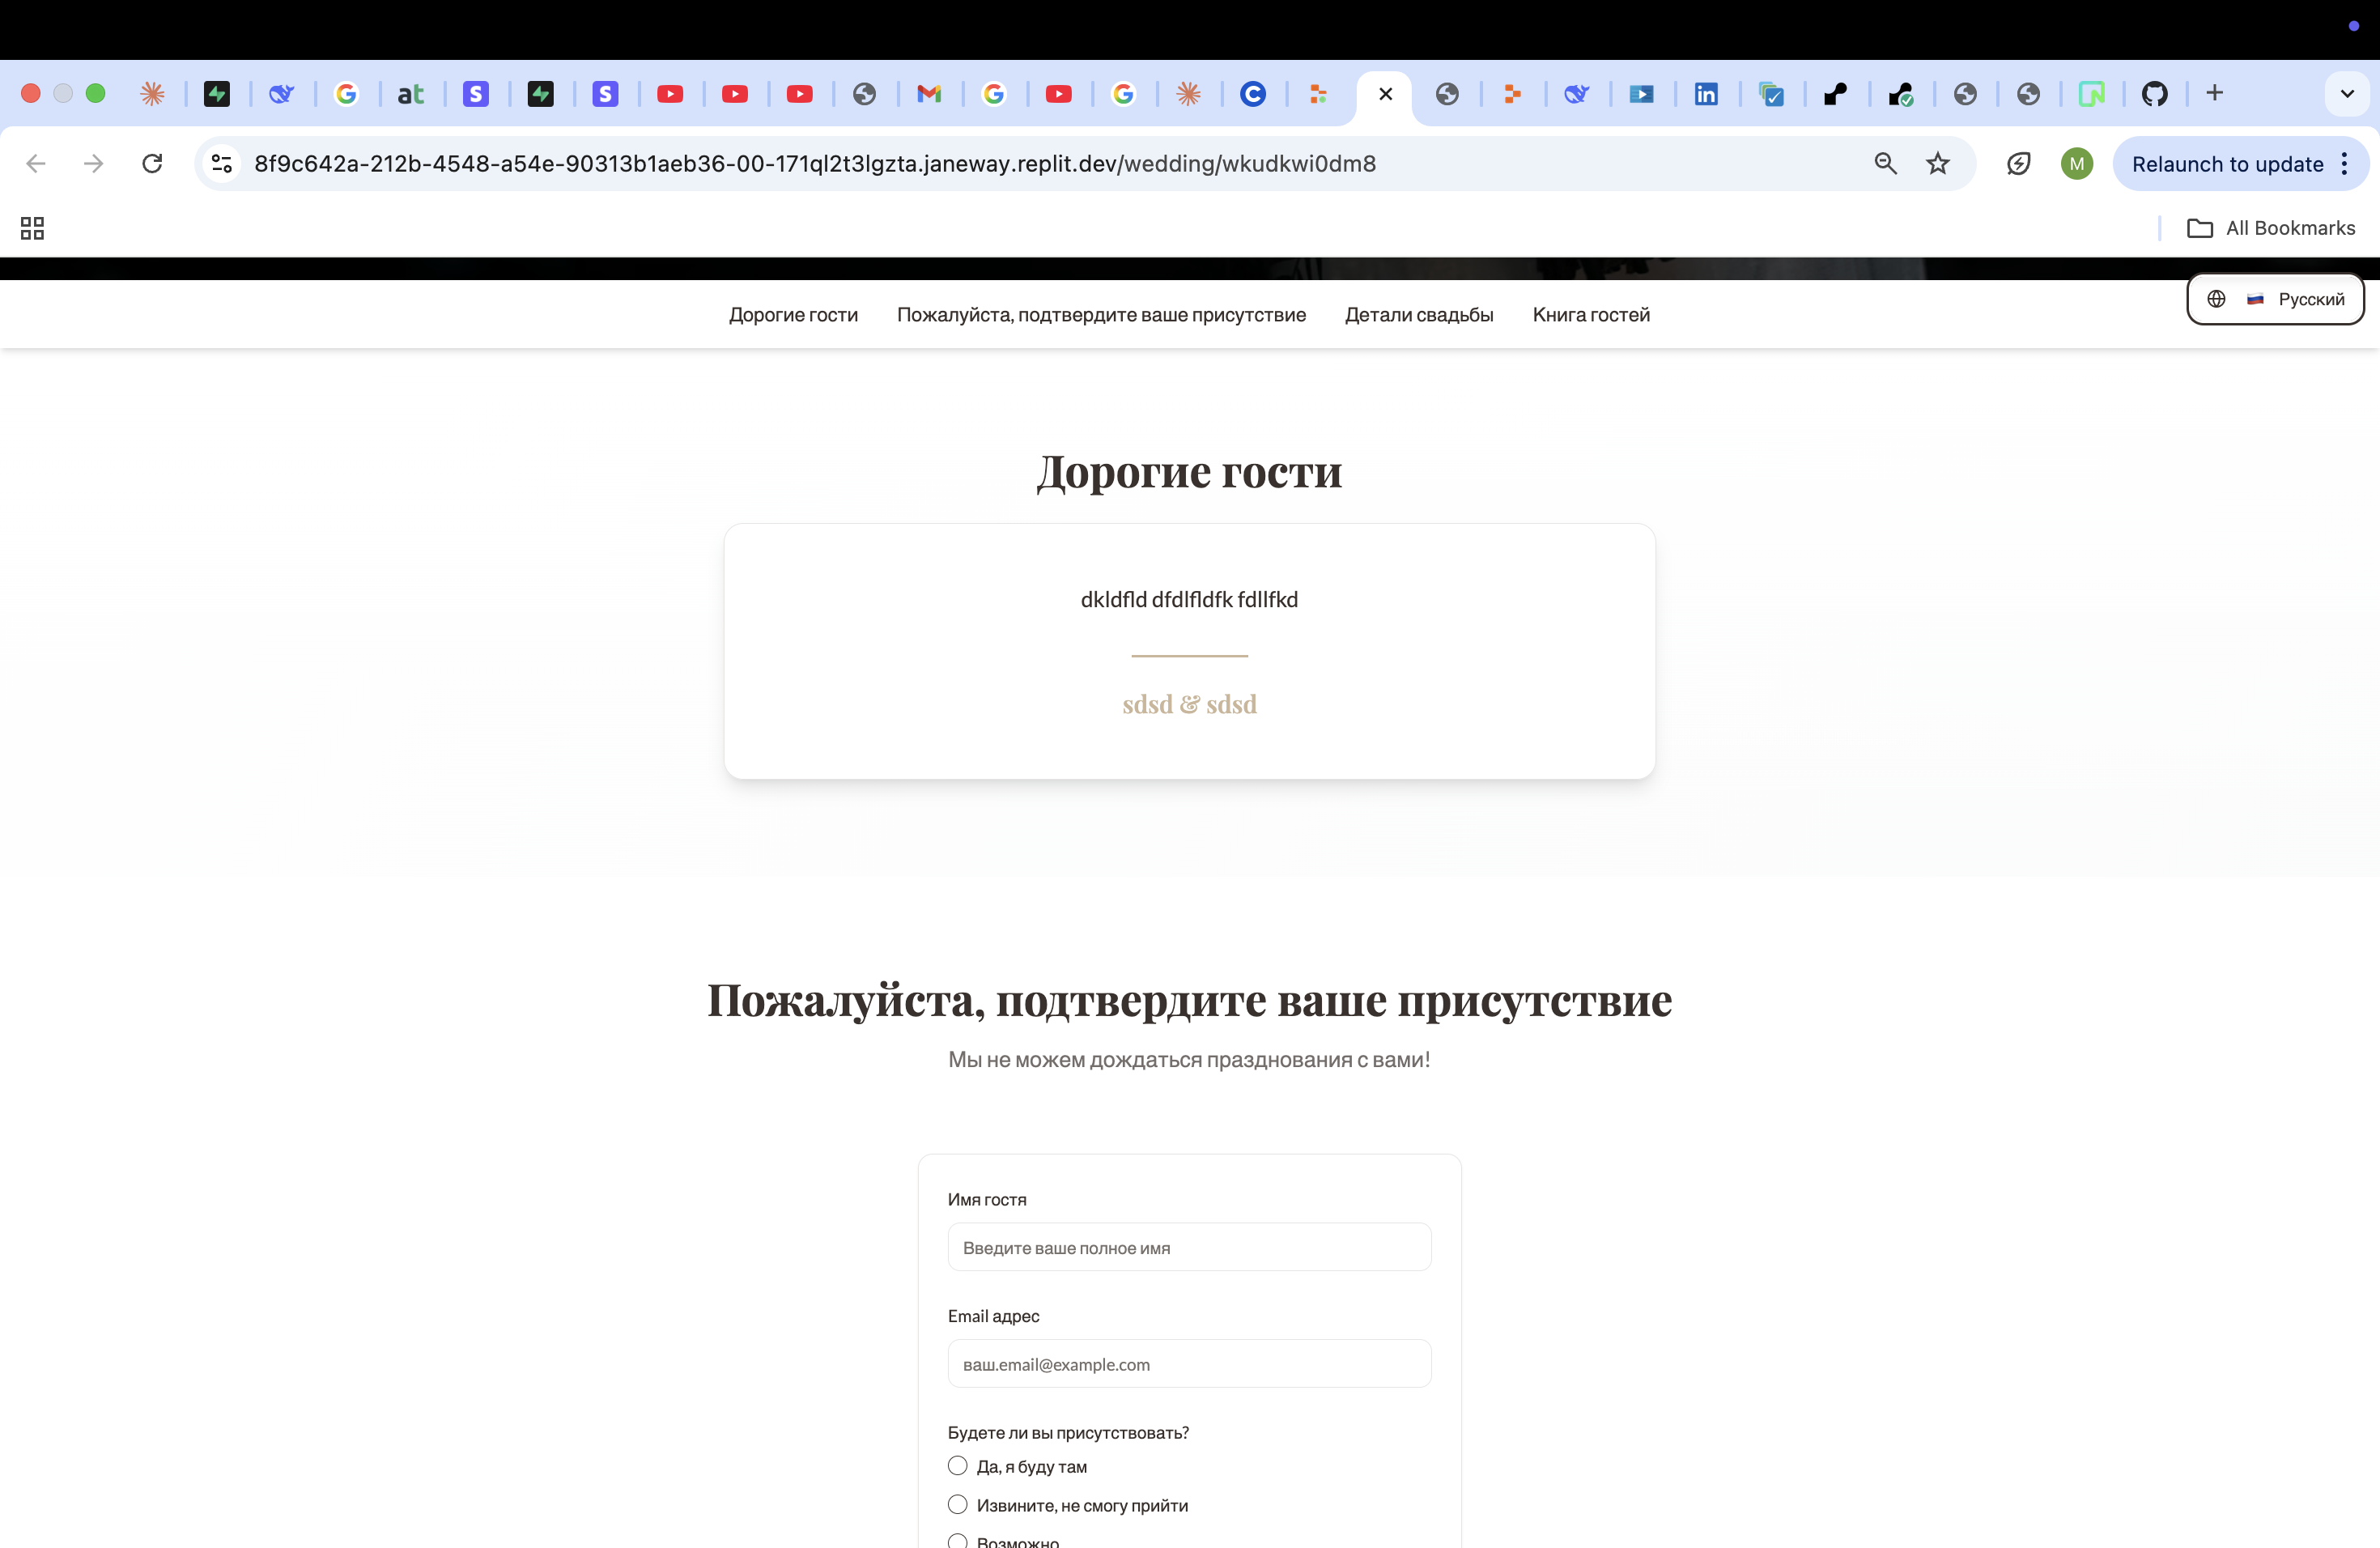 at
8f9c642a-212b-4548-a54e-90313b1aeb36-00-171ql2t3lgzta.janeway.replit.dev/wedding/wkudkwi0dm8
M
Relaunch to update
All Bookmarks
Дорогие гости
Пожалуйста, подтвердите ваше присутствие
Детали свадьбы
Книга гостей
Русский
Дорогие гости
dkldfld dfdlfldfk fdllfkd
sdsd & sdsd
Пожалуйста, подтвердите ваше присутствие
Мы не можем дождаться празднования с вами!
Имя гостя
Введите ваше полное имя
Email адрес
ваш.email@example.com
Будете ли вы присутствовать?
Да, я буду там
Извините, не смогу прийти
Возможно